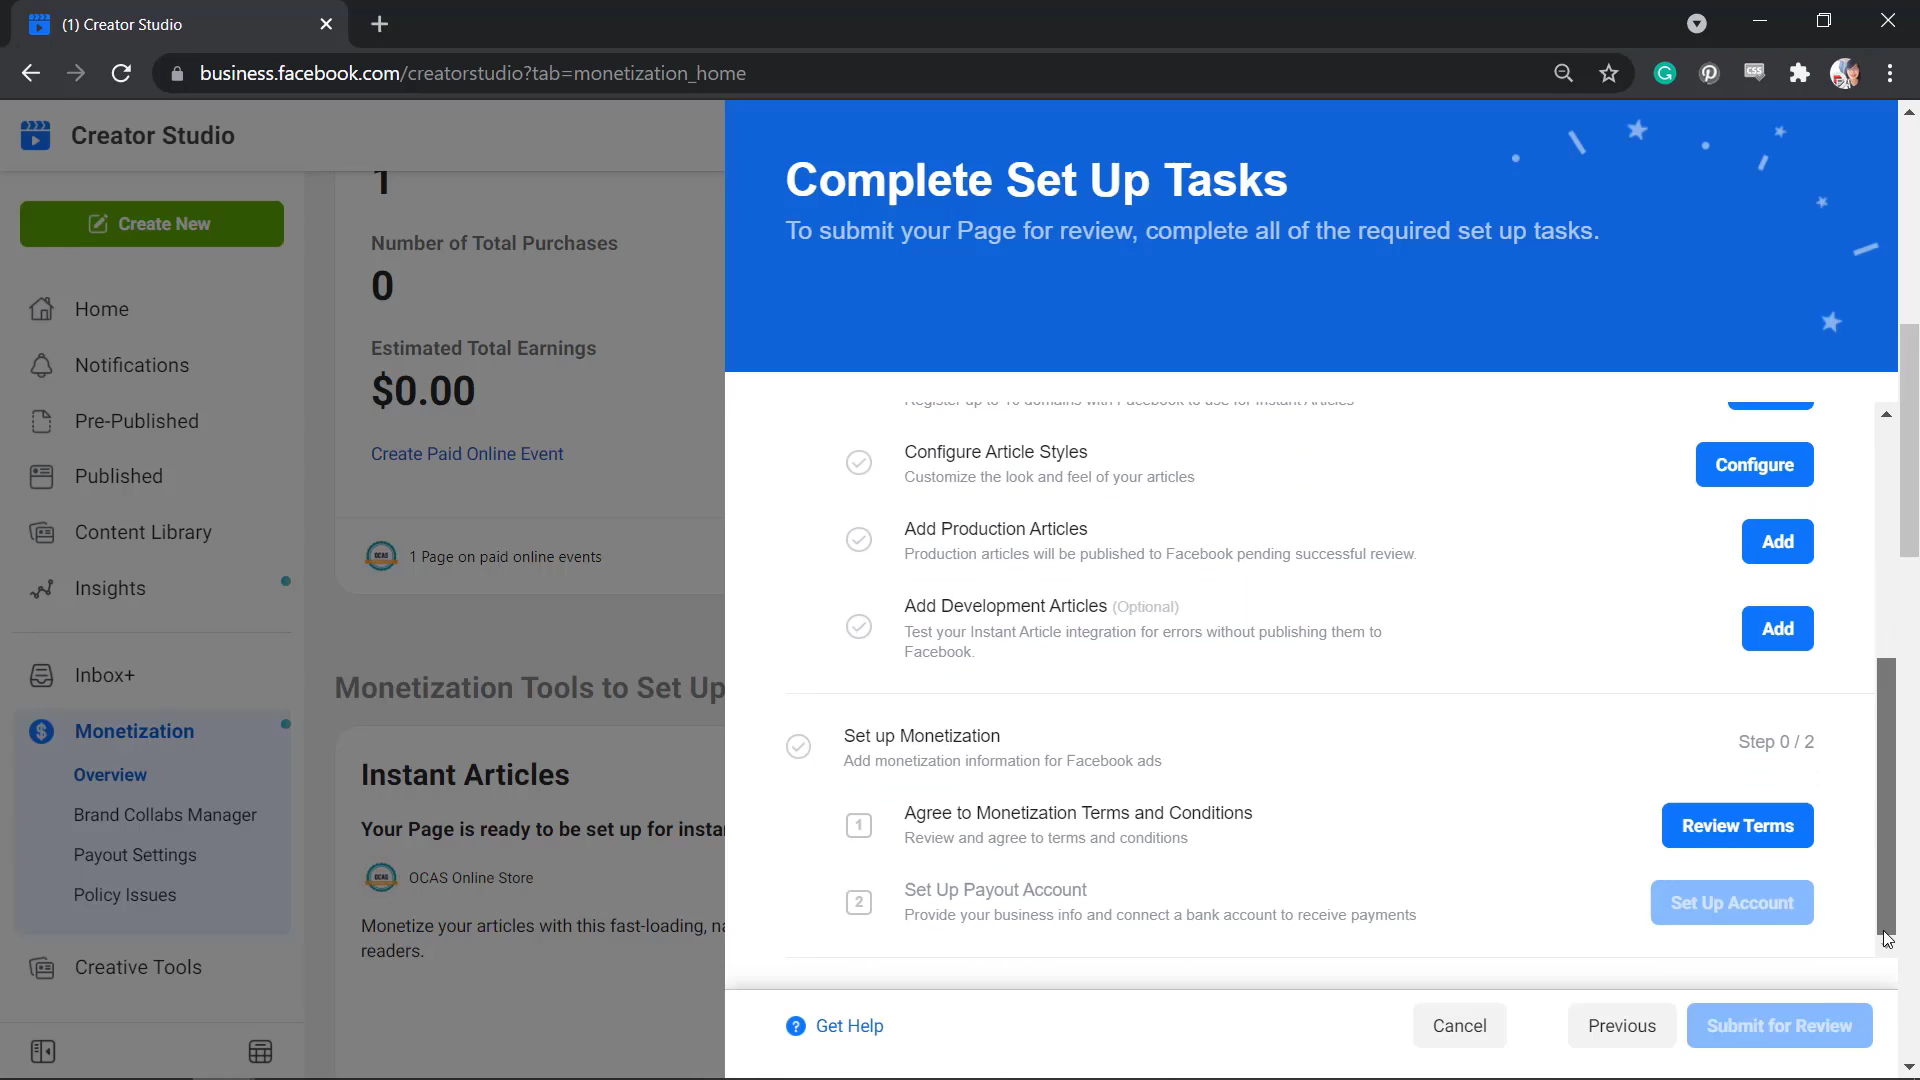 (1) Creator Studio
business.facebook.com/creatorstudio?tab=monetization_home
Creator Studio
Create New
Home
Notifications
Pre-Published
Published
Content Library
Insights
Inbox+
Monetization
Overview
Brand Collabs Manager
Payout Settings
Policy Issues
Creative Tools
1
Number of Total Purchases
0
Estimated Total Earnings
$0.00
Create Paid Online Event
1 Page on paid online events
Monetization Tools to Set Up
Instant Articles
Your Page is ready to be set up for
OCAS Online Store
Monetize your articles with this fast-loading,
readers.
Complete Set Up Tasks
To submit your Page for review, complete all of the required set up tasks.
Register up to 10 domains with Facebook to use for Instant Articles
Configure Article Styles
Customize the look and feel of your articles
Configure
Add Production Articles
Production articles will be published to Facebook pending successful review.
Add
Add Development Articles (Optional)
Test your Instant Article integration for errors without publishing them to
Facebook.
Add
Set up Monetization
Add monetization information for Facebook ads
Step 0 / 2
1
Agree to Monetization Terms and Conditions
Review and agree to terms and conditions
Review Terms
2
Set Up Payout Account
Provide your business info and connect a bank account to receive payments
Set Up Account
Get Help
Cancel
Previous
Submit for Review